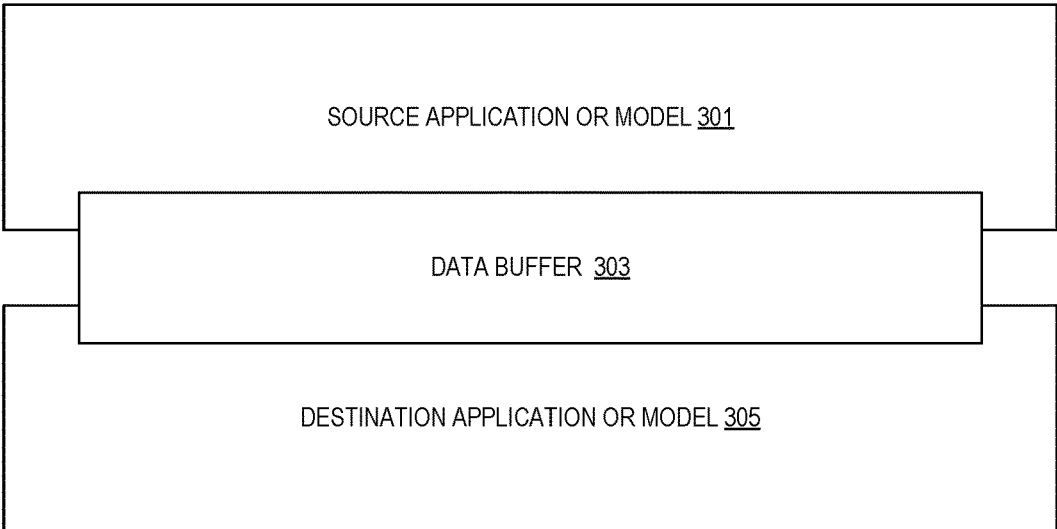 SOURCE APPLICATION OR MODEL 301
DATA BUFFER 303
DESTINATION APPLICATION OR MODEL 305